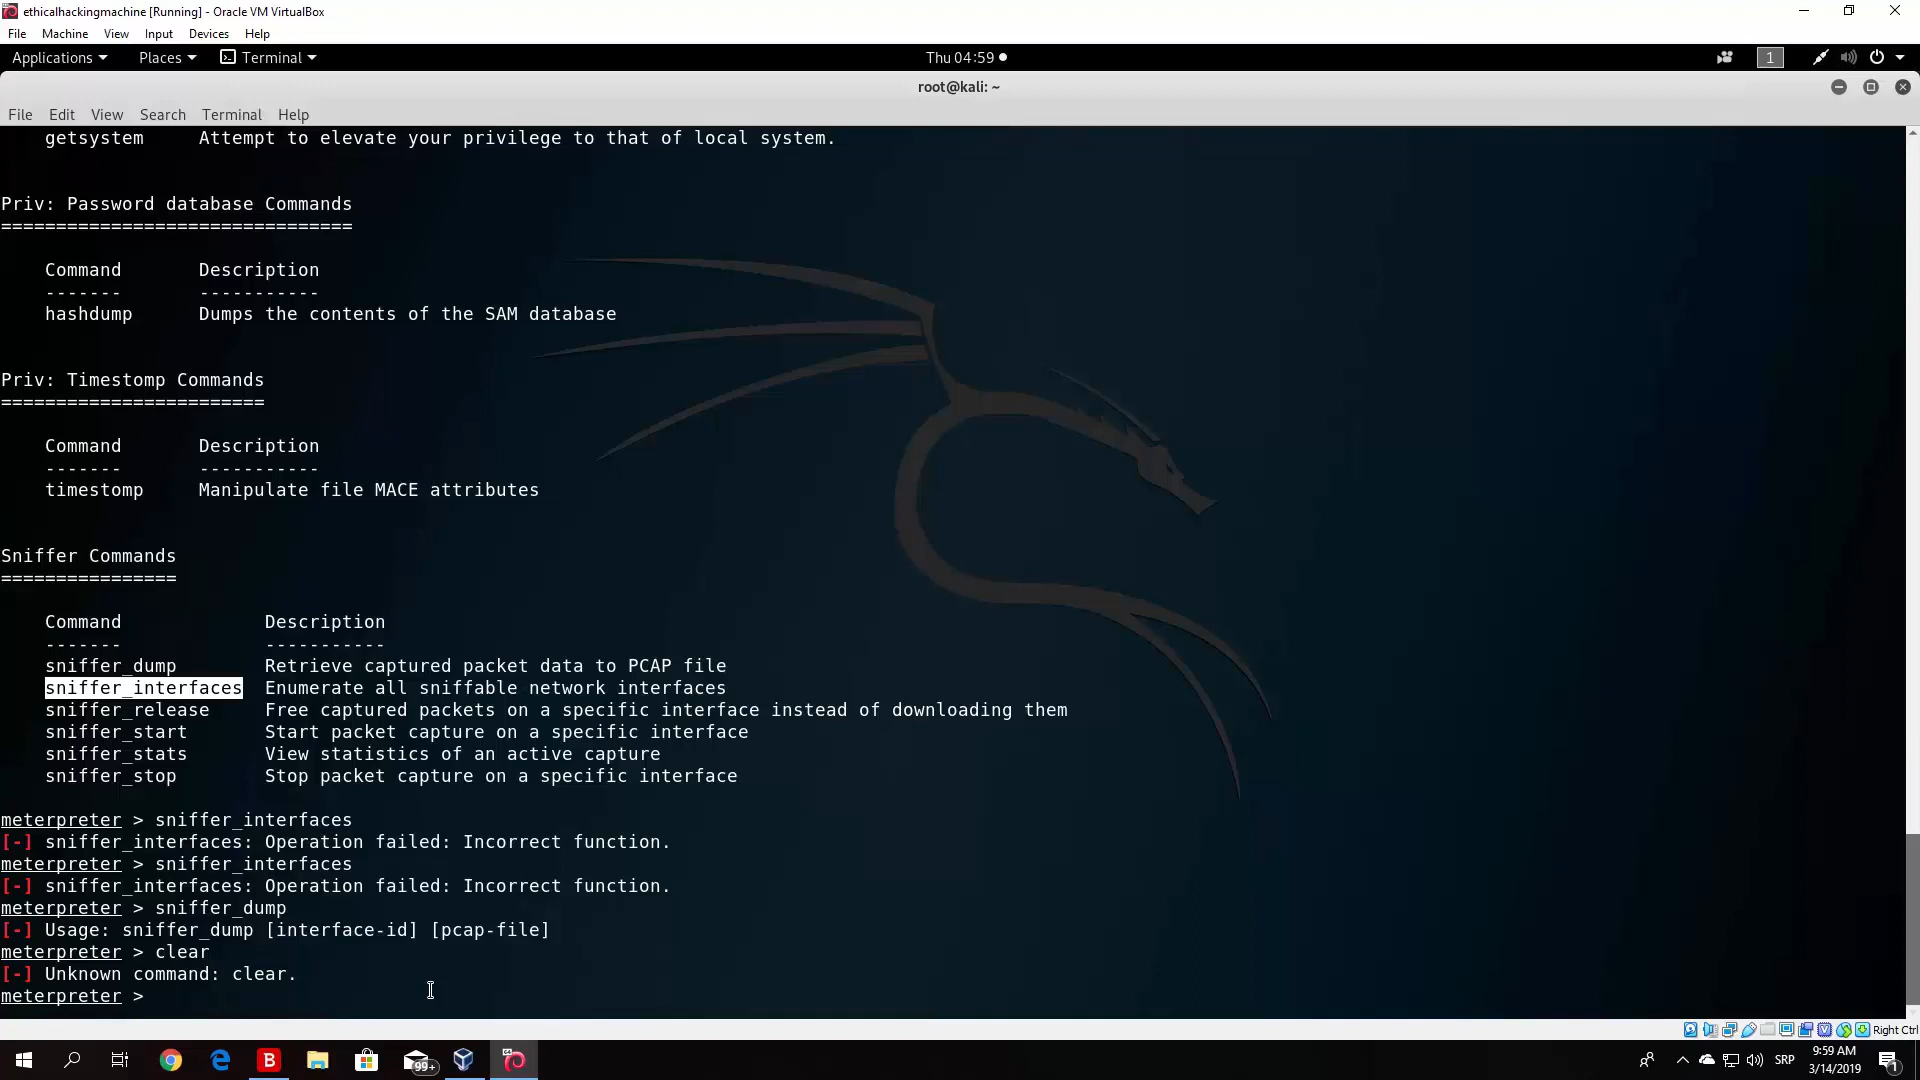 ethicalhackingmachine [Running] - Oracle VM VirtualBox
File Machine View Input Devices Help
Applications Places Terminal Thu 04:59 1
root@kali: ~
File Edit View Search Terminal Help
getsystem Attempt to elevate your privilege to that of local system.
Priv: Password database Commands
================================
Command Description
------- -----------
hashdump Dumps the contents of the SAM database
Priv: Timestomp Commands
========================
Command Description
------- -----------
timestomp Manipulate file MACE attributes
Sniffer Commands
================
Command Description
------- -----------
sniffer_dump Retrieve captured packet data to PCAP file
sniffer_interfaces Enumerate all sniffable network interfaces
sniffer_release Free captured packets on a specific interface instead of downloading them
sniffer_start Start packet capture on a specific interface
sniffer_stats View statistics of an active capture
sniffer_stop Stop packet capture on a specific interface
meterpreter > sniffer_interfaces
[-] sniffer_interfaces: Operation failed: Incorrect function.
meterpreter > sniffer_interfaces
[-] sniffer_interfaces: Operation failed: Incorrect function.
meterpreter > sniffer_dump
[-] Usage: sniffer_dump [interface-id] [pcap-file]
meterpreter > clear
[-] Unknown command: clear.
meterpreter >
Right Ctrl
B 99+ 64 SRP 9:59 AM 1
3/14/2019